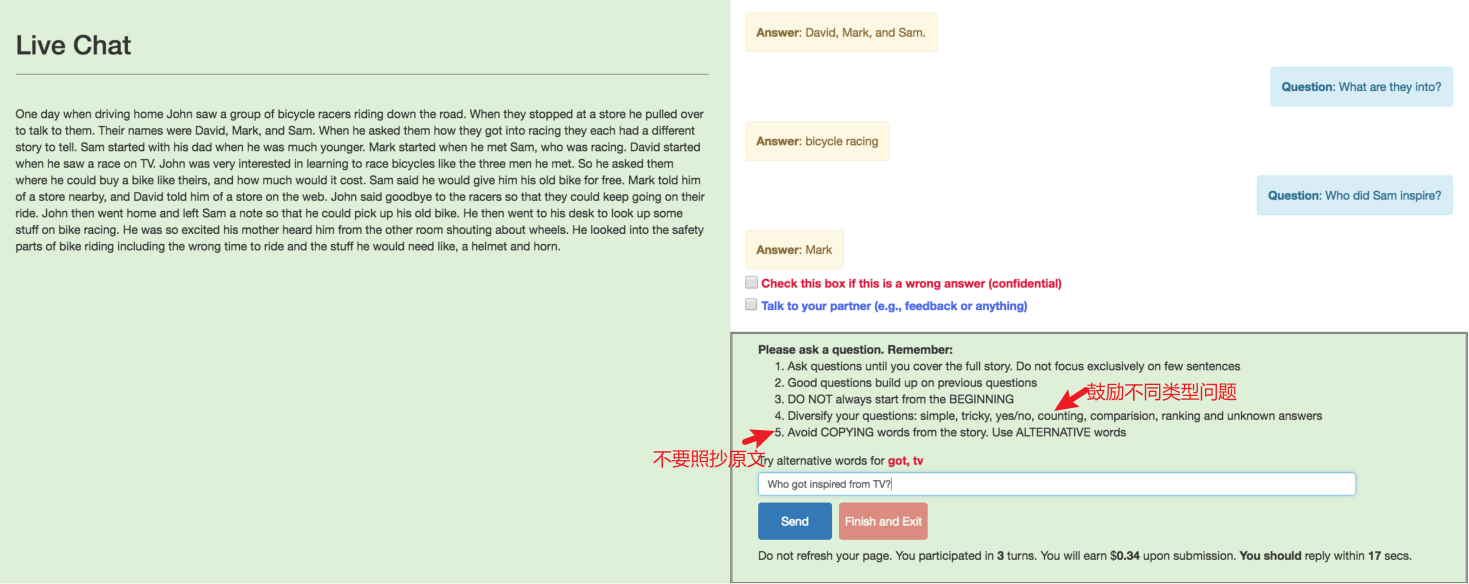 Live Chat
One day when driving home John saw a group of bicycle racers riding down the road. When they stopped at a store he pulled over
to talk to them. Their names were David, Mark, and Sam. When he asked them how they got into racing they each had a different
story to tell. Sam started with his dad when he was much younger. Mark started when he met Sam, who was racing. David started
when he saw a race on TV. John was very interested in learning to race bicycles like the three men he met. So he asked them
where he could buy a bike like theirs, and how much would it cost. Sam said he would give him his old bike for free. Mark told him
of a store nearby, and David told him of a store on the web. John said goodbye to the racers so that they could keep going on their
ride. John then went home and left Sam a note so that he could pick up his old bike. He then went to his desk to look up some
stuff on bike racing. He was so excited his mother heard him from the other room shouting about wheels. He looked into the safety
parts of bike riding including the wrong time to ride and the stuff he would need like, a helmet and horn.
Answer: David, Mark, and Sam.
Question: What are they into?
Answer: bicycle racing
Question: Who did Sam inspire?
Answer: Mark
Check this box if this is a wrong answer (confidential)
Talk to your partner (e.g., feedback or anything)
Please ask a question. Remember:
1. Ask questions until you cover the full story. Do not focus exclusively on few sentences
2. Good questions build up on previous questions
3. DO NOT always start from the BEGINNING
鼓励不同类型问题
4. Diversify your questions: simple, tricky, yes/no, counting, comparision, ranking and unknown answers
5. Avoid COPYING words from the story. Use ALTERNATIVE words
不要照抄原文
Try alternative words for got, tv
Who got inspired from TV?
Send
Finish and Exit
Do not refresh your page. You participated in 3 turns. You will earn $0.34 upon submission. You should reply within 17 secs.